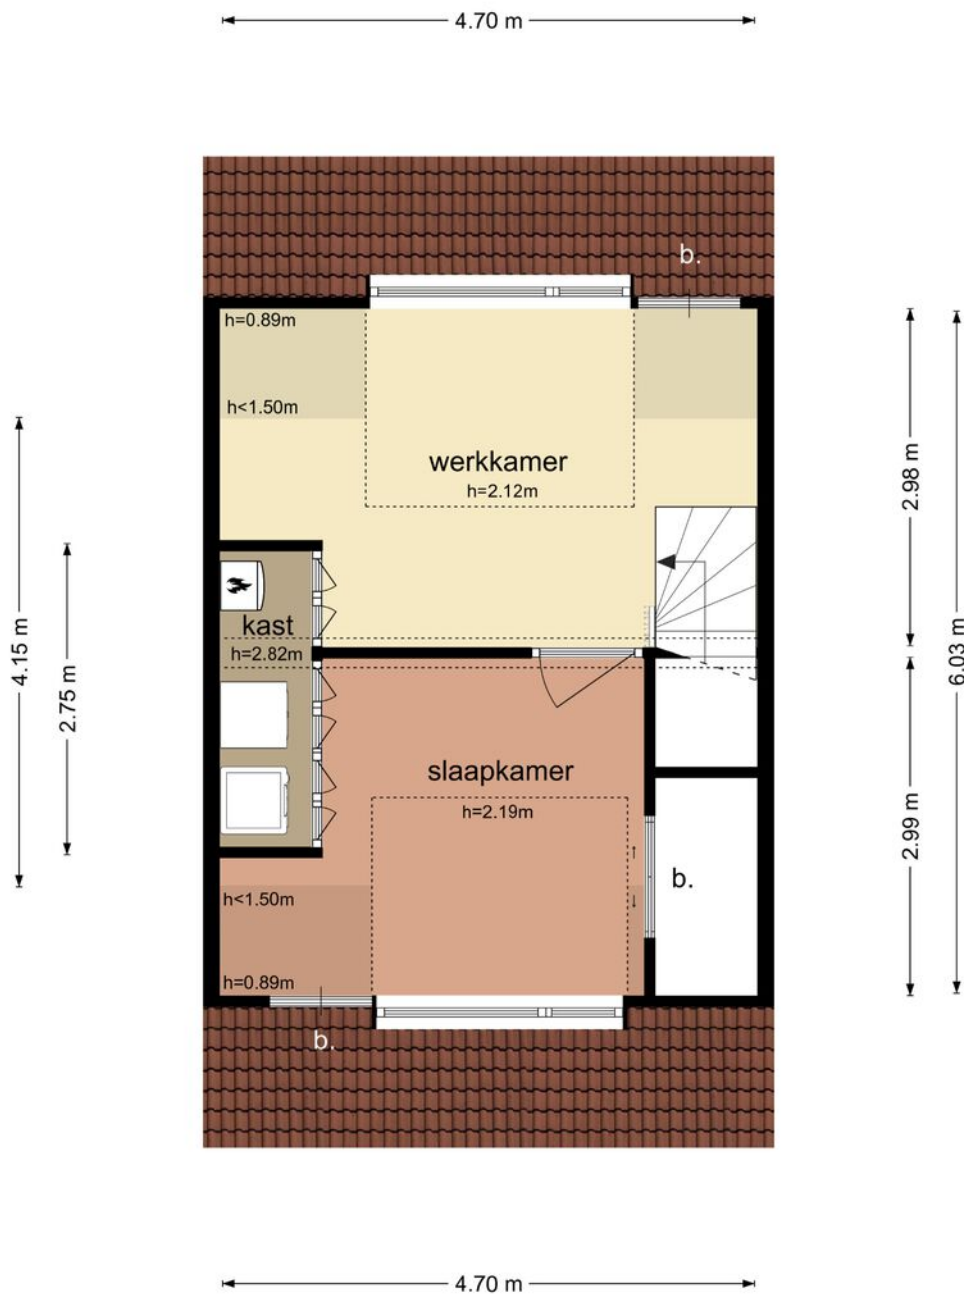 4.70 m
b.
h=0.89m
h<1.50m
werkkamer
h=2.12m
2.98 m
kast
h=2.82m
4.15 m
2.75 m
6.03 m
slaapkamer
h=2.19m
2.99 m
b.
h<1.50m
h=0.89m
b.
4.70 m